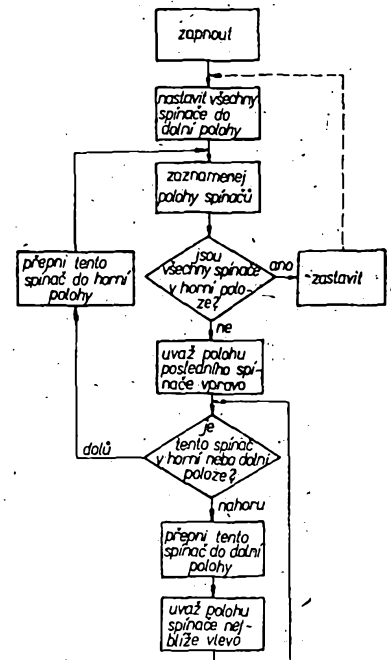 zapnout
nastavit všechny
spínače do
dolní polohy
zaznamenej
polohy spínačů
jsou
všechny spínače
v horní polo-
ze?
ano
zastavit
přepni tento
spínač do horní
polohy
ne
uvaž polohu
posledního spí-
nače vpravo
je
tento spínač
v horní nebo dolní
poloze?
dolů
nahoru
přepni tento
spínač do dolní
polohy
uvaž polohu
spínače nej-
blíže vlevo